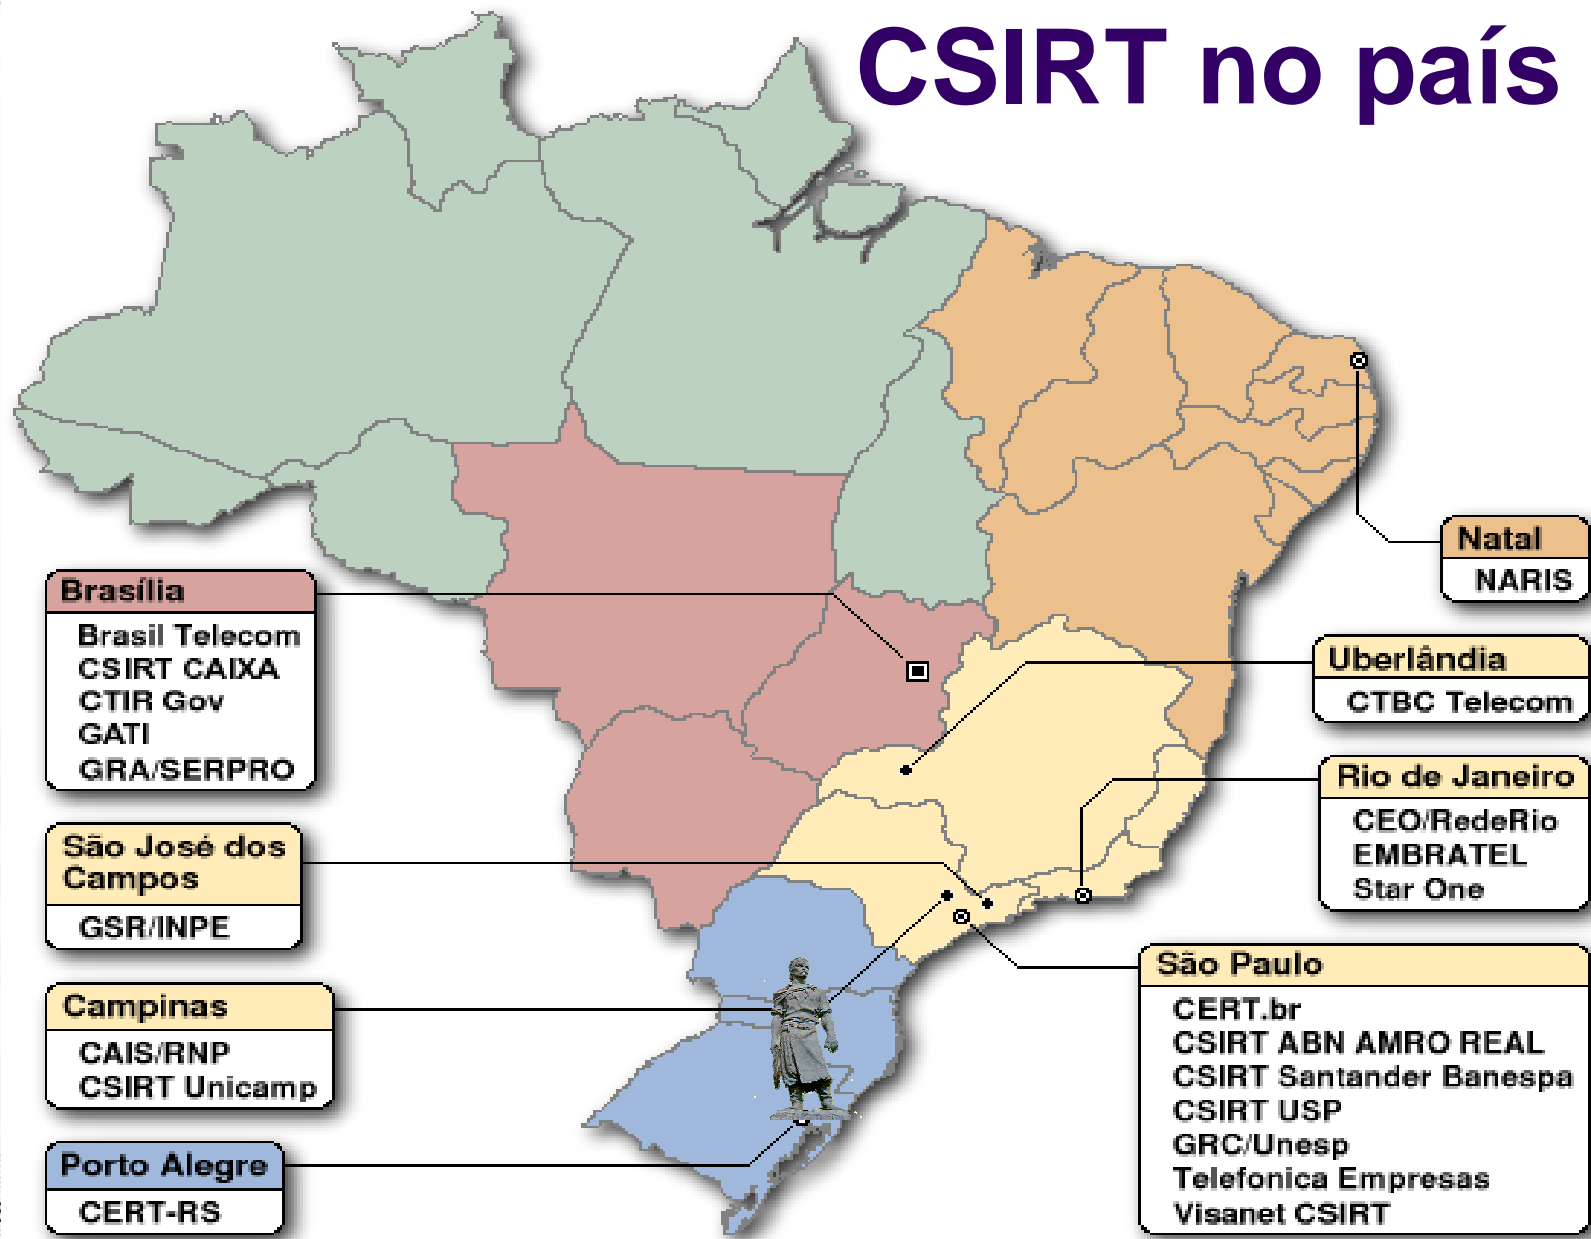 CSIRT no país
Natal
NARIS
Brasília
Brasil Telecom
CSIRT CAIXA
CTIR Gov
GATI
GRA/SERPRO
Uberlândia
CTBC Telecom
Rio de Janeiro
CEO/RedeRio
EMBRATEL
Star One
São José dos
Campos
GSR/INPE
São Paulo
CERT.br
CSIRT ABN AMRO REAL
CSIRT Santander Banespa
CSIRT USP
GRC/Unesp
Telefonica Empresas
Visanet CSIRT
Campinas
CAIS/RNP
CSIRT Unicamp
Porto Alegre
CERT-RS